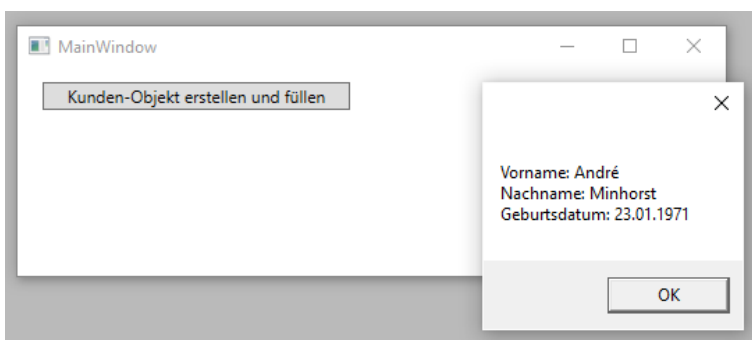 MainWindow
Kunden-Objekt erstellen und füllen
Vorname: André
Nachname: Minhorst
Geburtsdatum: 23.01.1971
OK